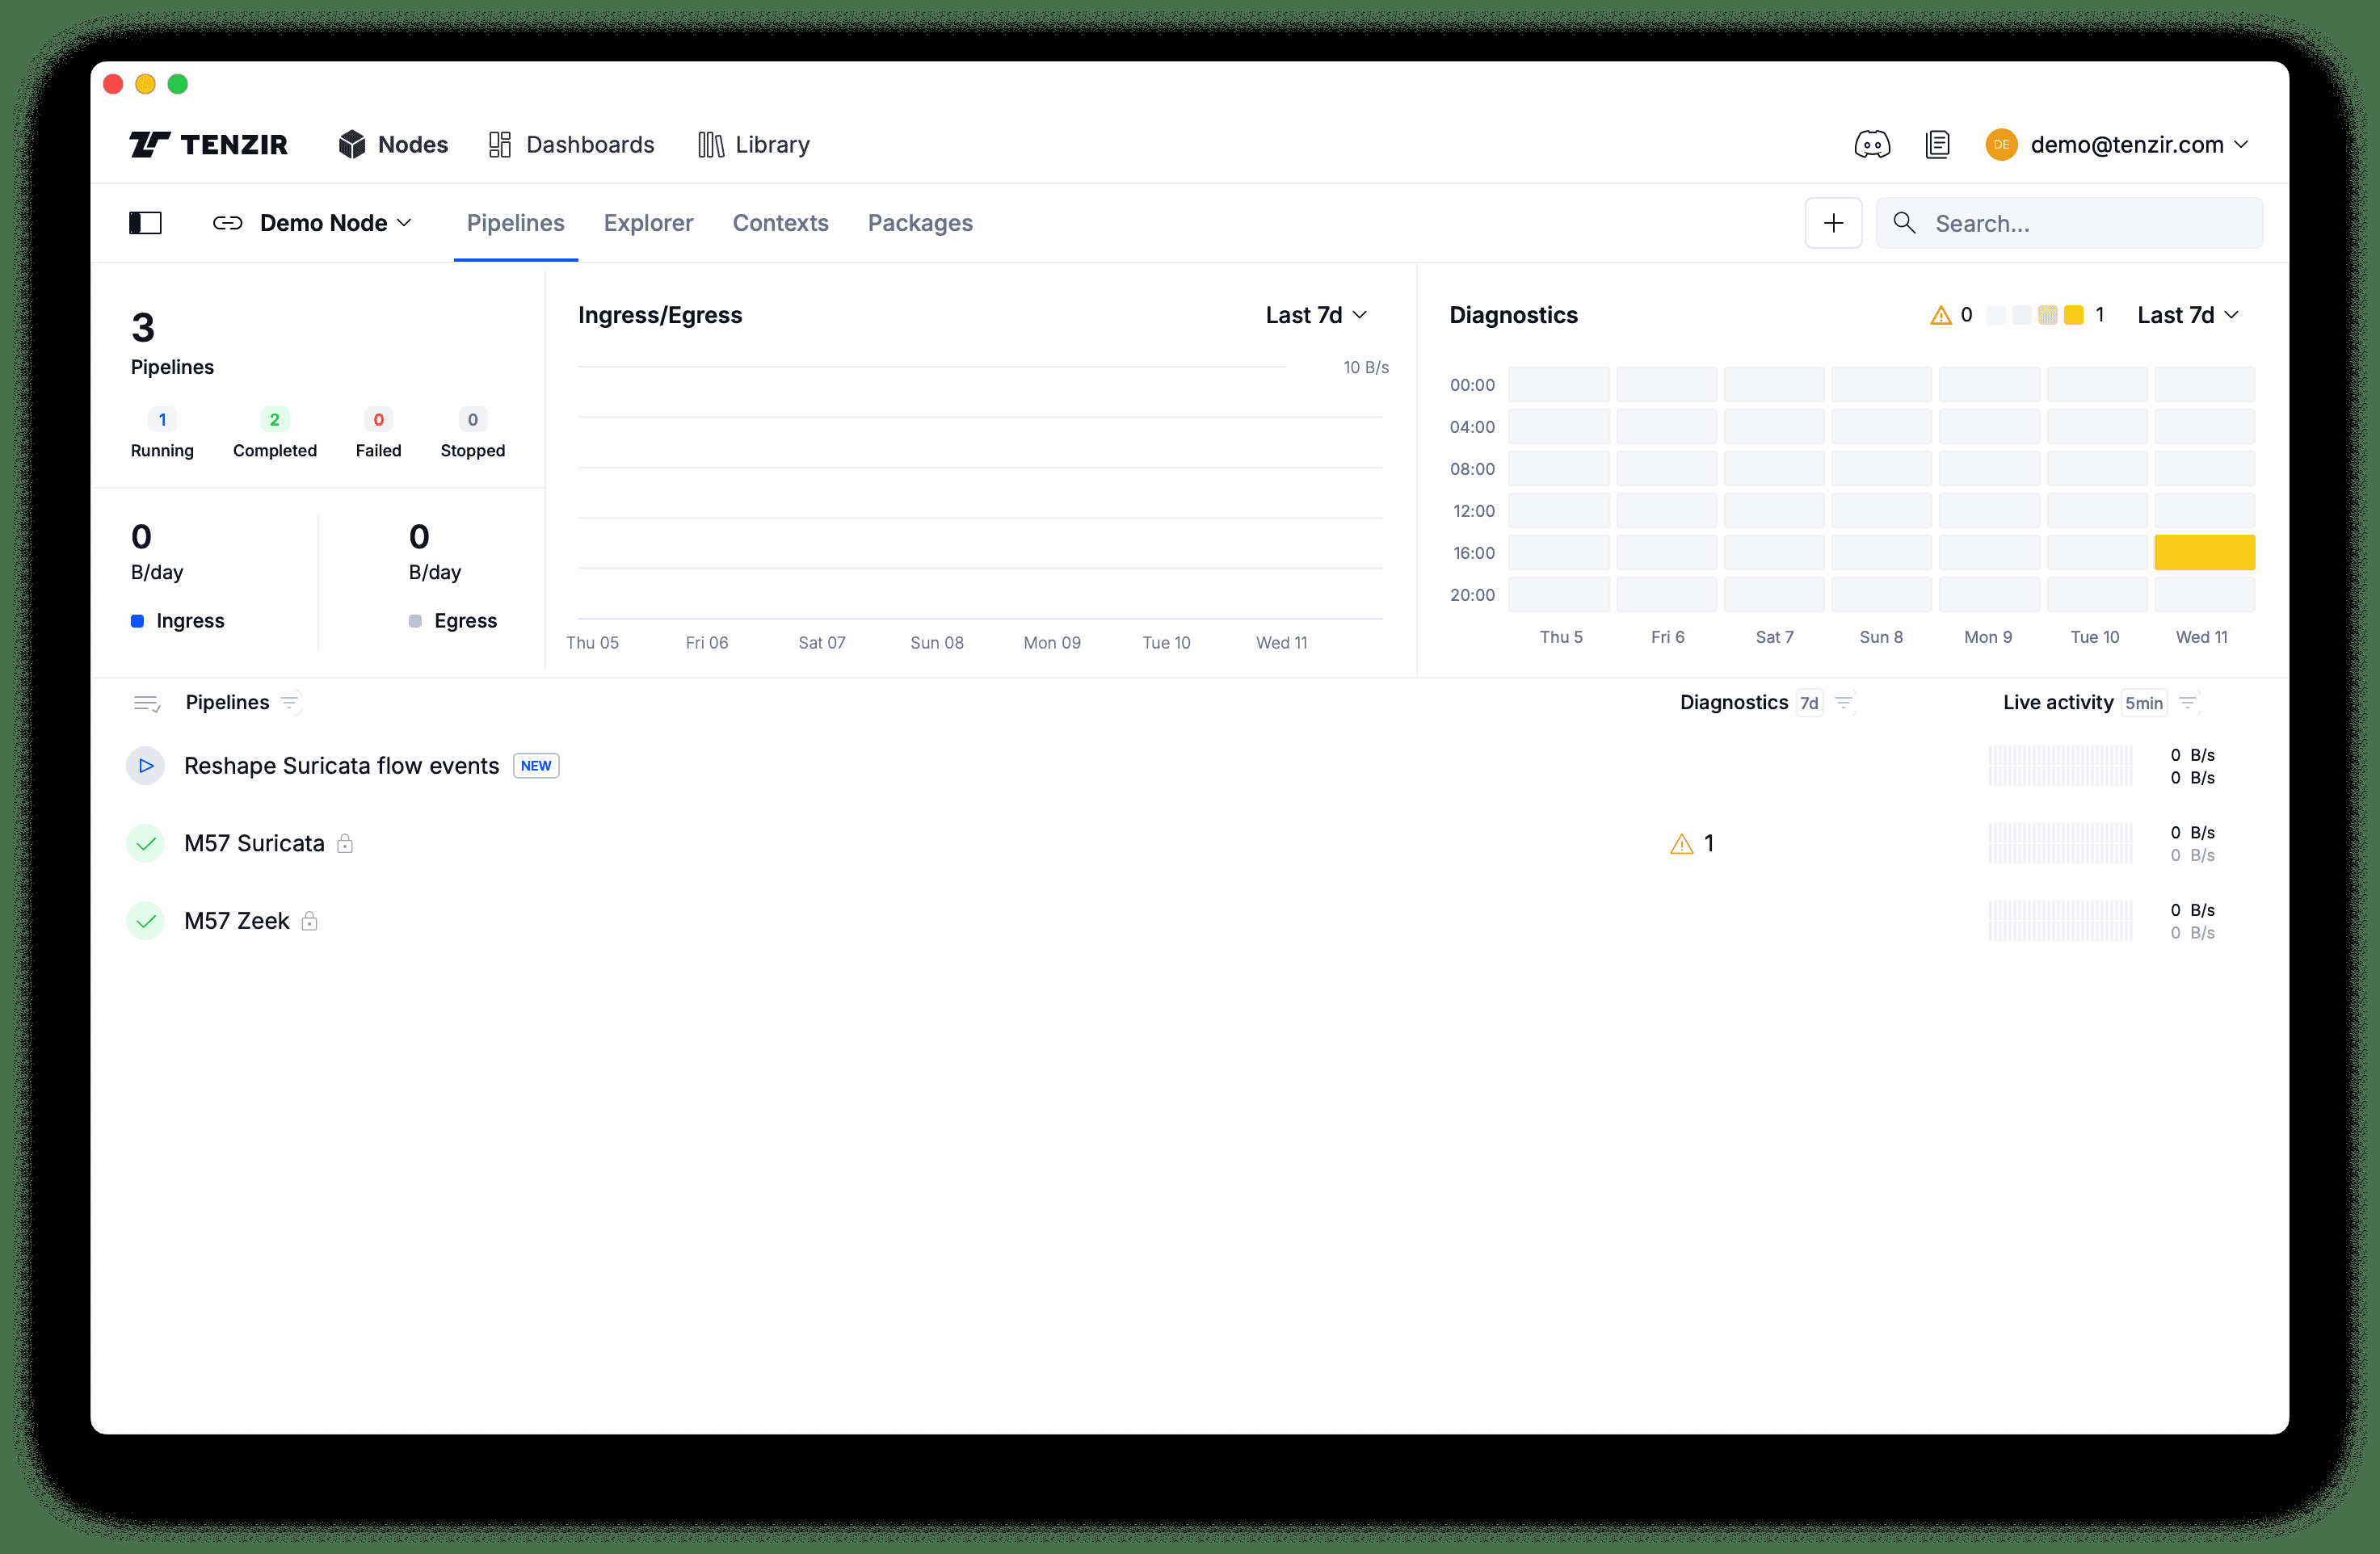 TENZIR Nodes Dashboards Library DE demo@tenzir.com
Demo Node Pipelines Explorer Contexts Packages Search...
3
Pipelines
1 2 0 0
Running Completed Failed Stopped
0 0
B/day B/day
Ingress Egress
Ingress/Egress Last 7d
10 B/s
Thu 05 Fri 06 Sat 07 Sun 08 Mon 09 Tue 10 Wed 11
Diagnostics 0 1 Last 7d
00:00
04:00
08:00
12:00
16:00
20:00
Thu 5 Fri 6 Sat 7 Sun 8 Mon 9 Tue 10 Wed 11
Pipelines Diagnostics 7d Live activity 5min
Reshape Suricata flow events NEW 0 B/s
0 B/s
M57 Suricata 1 0 B/s
0 B/s
M57 Zeek 0 B/s
0 B/s